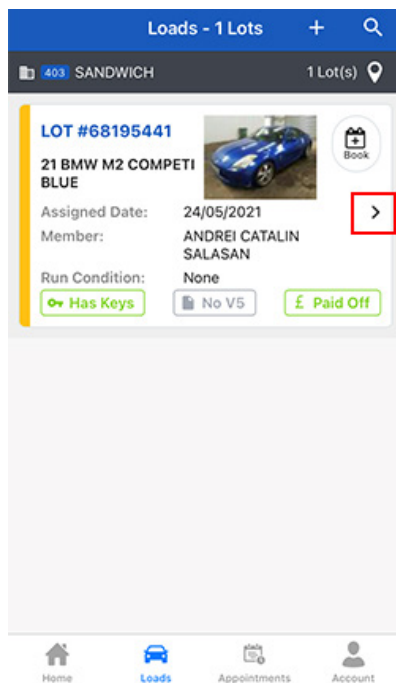 Loads - 1 Lots
403 SANDWICH 1 Lot(s)
LOT #68195441
21 BMW M2 COMPETI
BLUE
Book
Assigned Date: 24/05/2021
Member: ANDREI CATALIN
SALASAN
Run Condition: None
Has Keys No V5 £ Paid Off
Home Loads Appointments Account